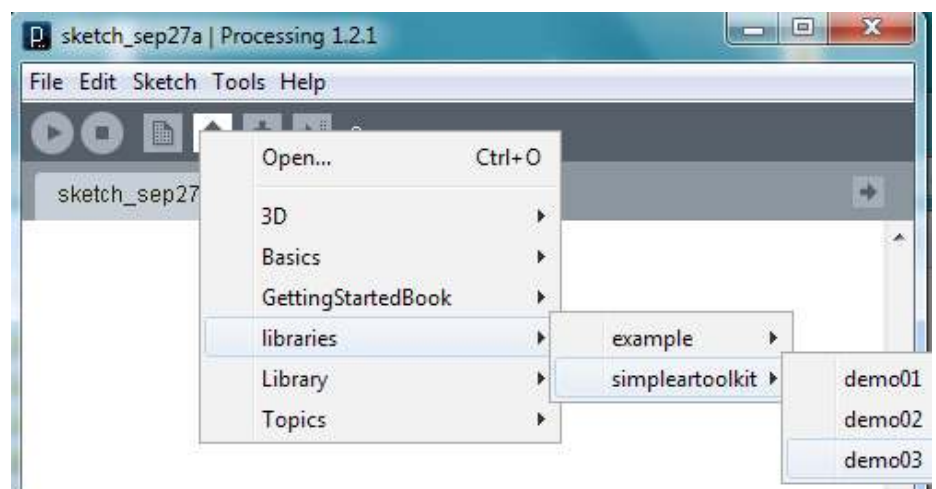 sketch_sep27a | Processing 1.2.1
File Edit Sketch Tools Help
Open... Ctrl+O
sketch_sep27
3D
Basics
GettingStartedBook
libraries
example
Library
simpleartoolkit
demo01
Topics
demo02
demo03